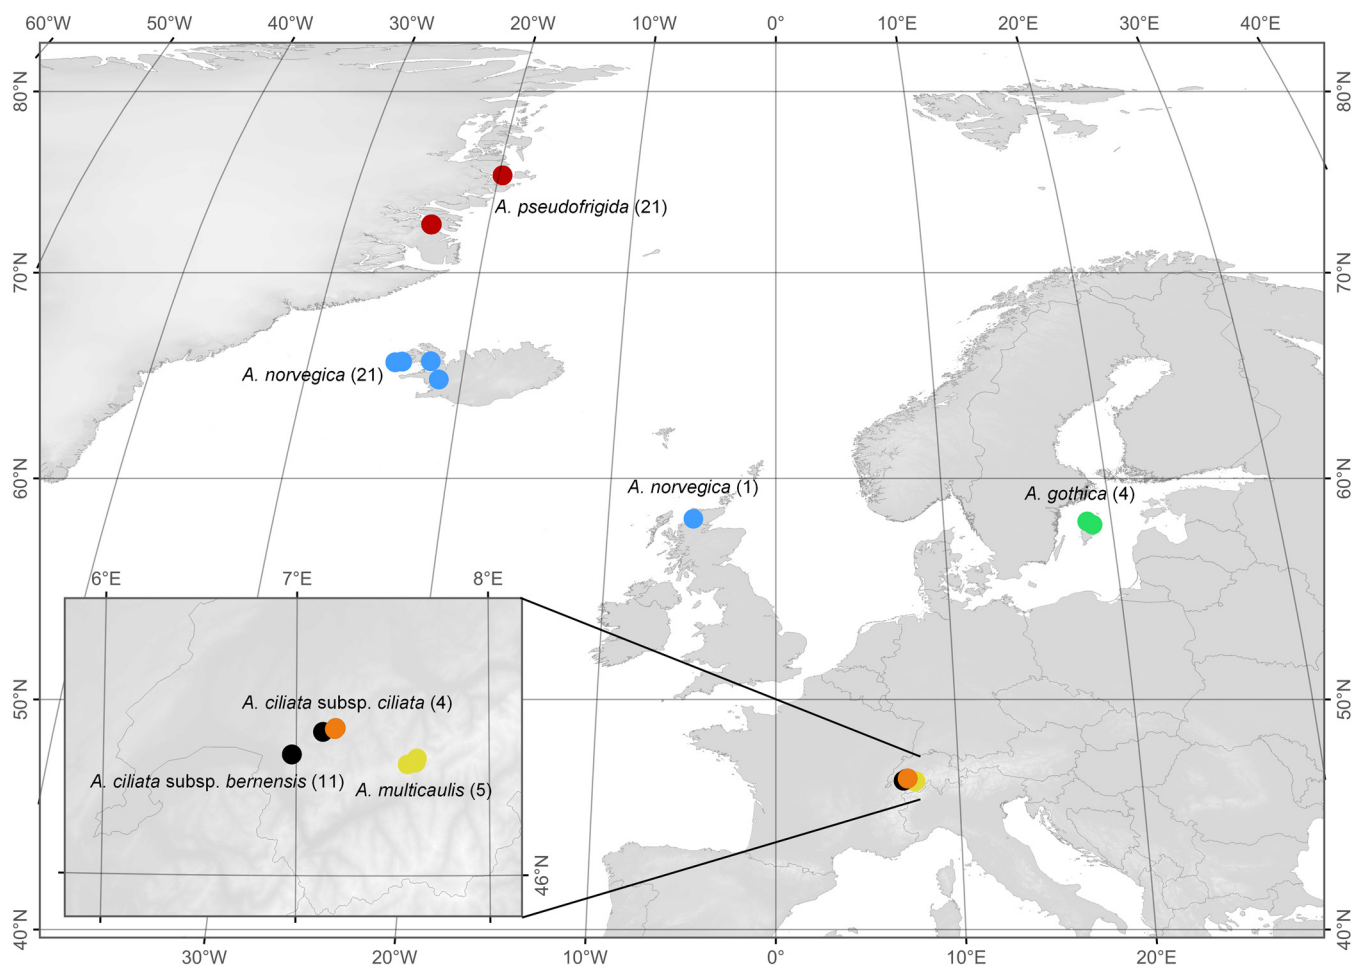 60°W 50°W 40°W 30°W 20°W 10°W 0° 10°E 20°E 30°E 40°E
80°N 80°N
A. pseudofrigida (21)
70°N 70°N
A. norvegica (21)
60°N 60°N
A. norvegica (1)
A. gothica (4)
6°E 7°E 8°E
50°N 50°N
A. ciliata subsp. ciliata (4)
A. ciliata subsp. bernensis (11)
A. multicaulis (5)
46°N
40°N 40°N
30°W 20°W 10°W 0° 10°E 20°E